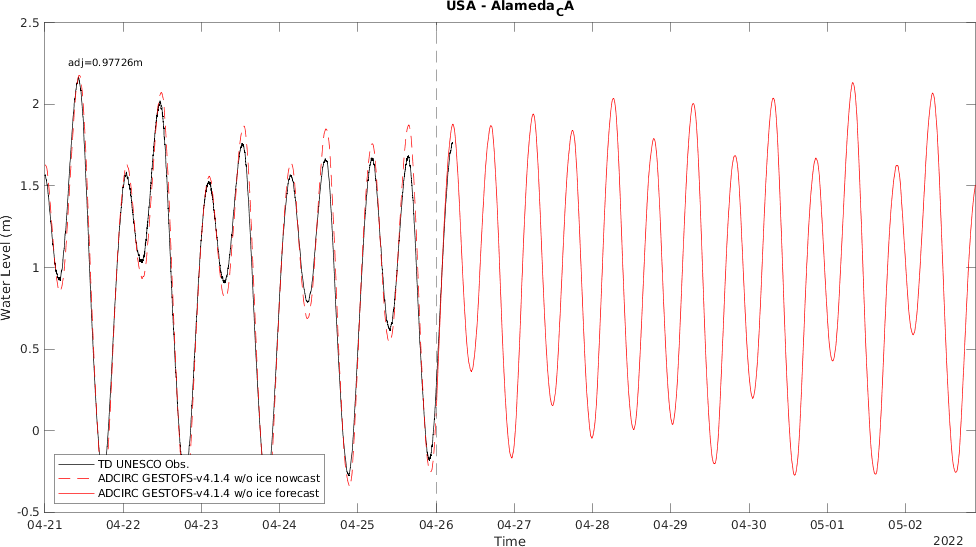 USA - Alameda_CA
adj=0.97726m
2.5
2
1.5
1
0.5
0
-0.5
Water Level (m)
TD UNESCO Obs.
ADCIRC GESTOFS-v4.1.4 w/o ice nowcast
ADCIRC GESTOFS-v4.1.4 w/o ice forecast
04-21 04-22 04-23 04-24 04-25 04-26 04-27 04-28 04-29 04-30 05-01 05-02
Time
2022